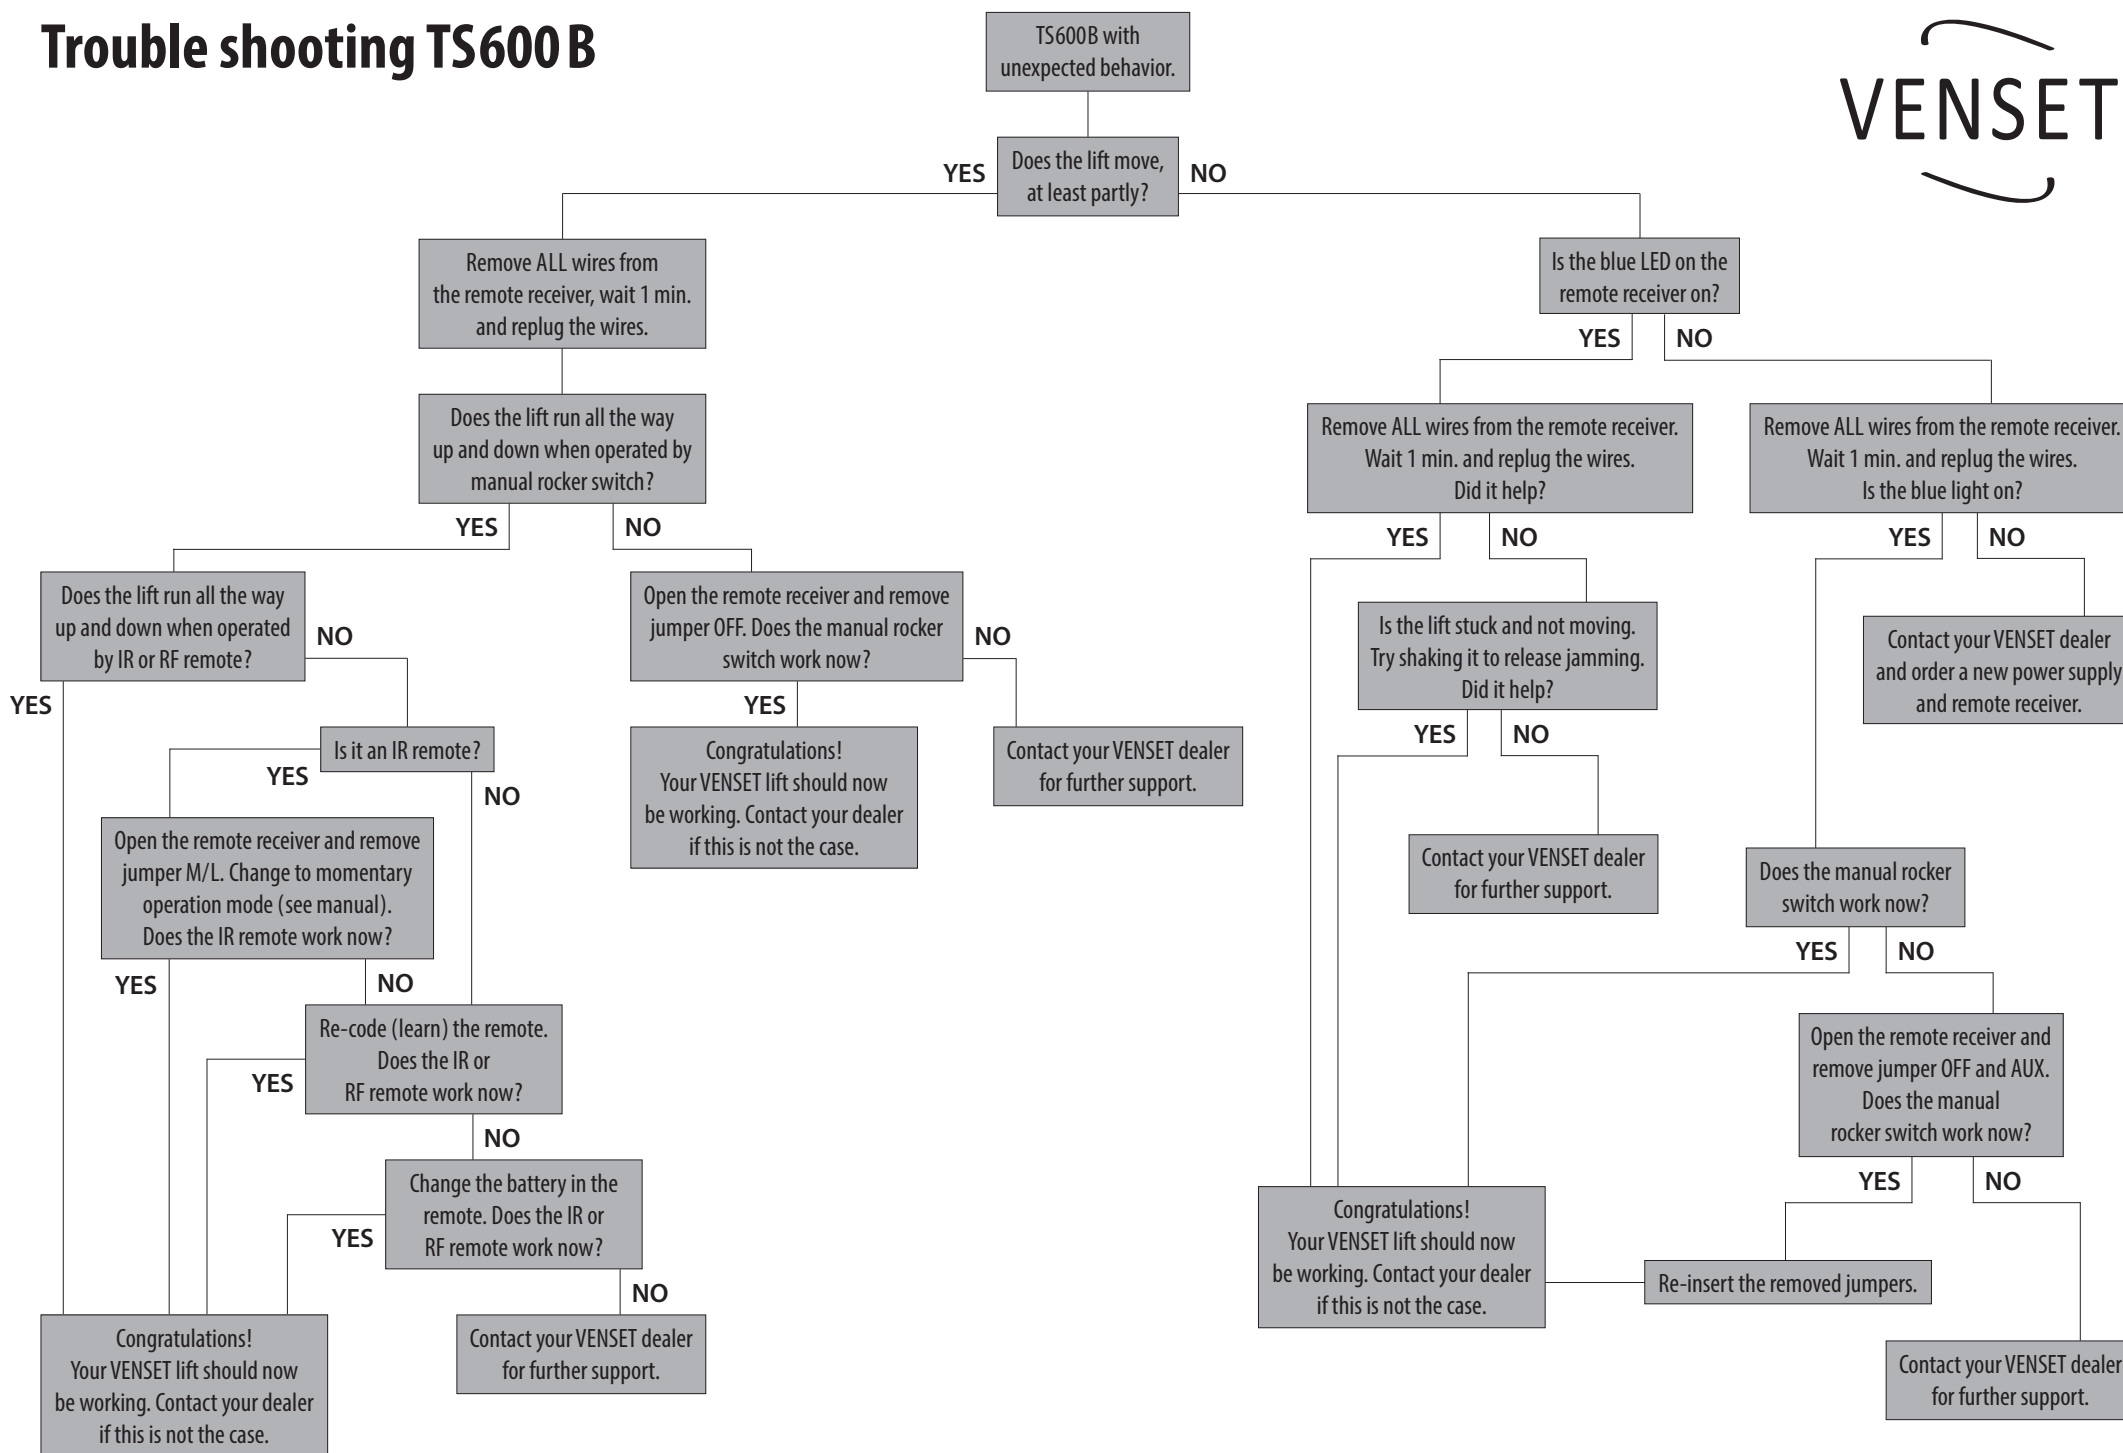 Trouble shooting TS600B
VENSET
TS600B with
unexpected behavior.
Does the lift move,
at least partly?
YES
NO
Remove ALL wires from
the remote receiver, wait 1 min.
and replug the wires.
Does the lift run all the way
up and down when operated by
manual rocker switch?
YES
NO
Does the lift run all the way
up and down when operated
by IR or RF remote?
YES
NO
Open the remote receiver and remove
jumper OFF. Does the manual rocker
switch work now?
YES
NO
Congratulations!
Your VENSET lift should now
be working. Contact your dealer
if this is not the case.
Contact your VENSET dealer
for further support.
Is it an IR remote?
YES
NO
Open the remote receiver and remove
jumper M/L. Change to momentary
operation mode (see manual).
Does the IR remote work now?
YES
NO
Re-code (learn) the remote.
Does the IR or
RF remote work now?
YES
NO
Change the battery in the
remote. Does the IR or
RF remote work now?
YES
NO
Congratulations!
Your VENSET lift should now
be working. Contact your dealer
if this is not the case.
Contact your VENSET dealer
for further support.
Is the blue LED on the
remote receiver on?
YES
NO
Remove ALL wires from the remote receiver.
Wait 1 min. and replug the wires.
Did it help?
YES
NO
Is the lift stuck and not moving.
Try shaking it to release jamming.
Did it help?
YES
NO
Contact your VENSET dealer
for further support.
Remove ALL wires from the remote receiver.
Wait 1 min. and replug the wires.
Is the blue light on?
YES
NO
Contact your VENSET dealer
and order a new power supply
and remote receiver.
Does the manual rocker
switch work now?
YES
NO
Open the remote receiver and
remove jumper OFF and AUX.
Does the manual
rocker switch work now?
YES
NO
Congratulations!
Your VENSET lift should now
be working. Contact your dealer
if this is not the case.
Re-insert the removed jumpers.
Contact your VENSET dealer
for further support.